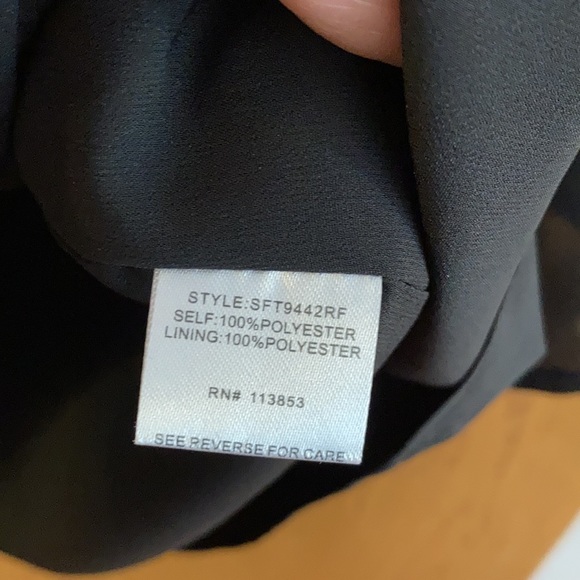 STYLE:SFT9442RF
SELF:100%POLYESTER
LINING:100%POLYESTER
RN# 113853
SEE REVERSE FOR CARE